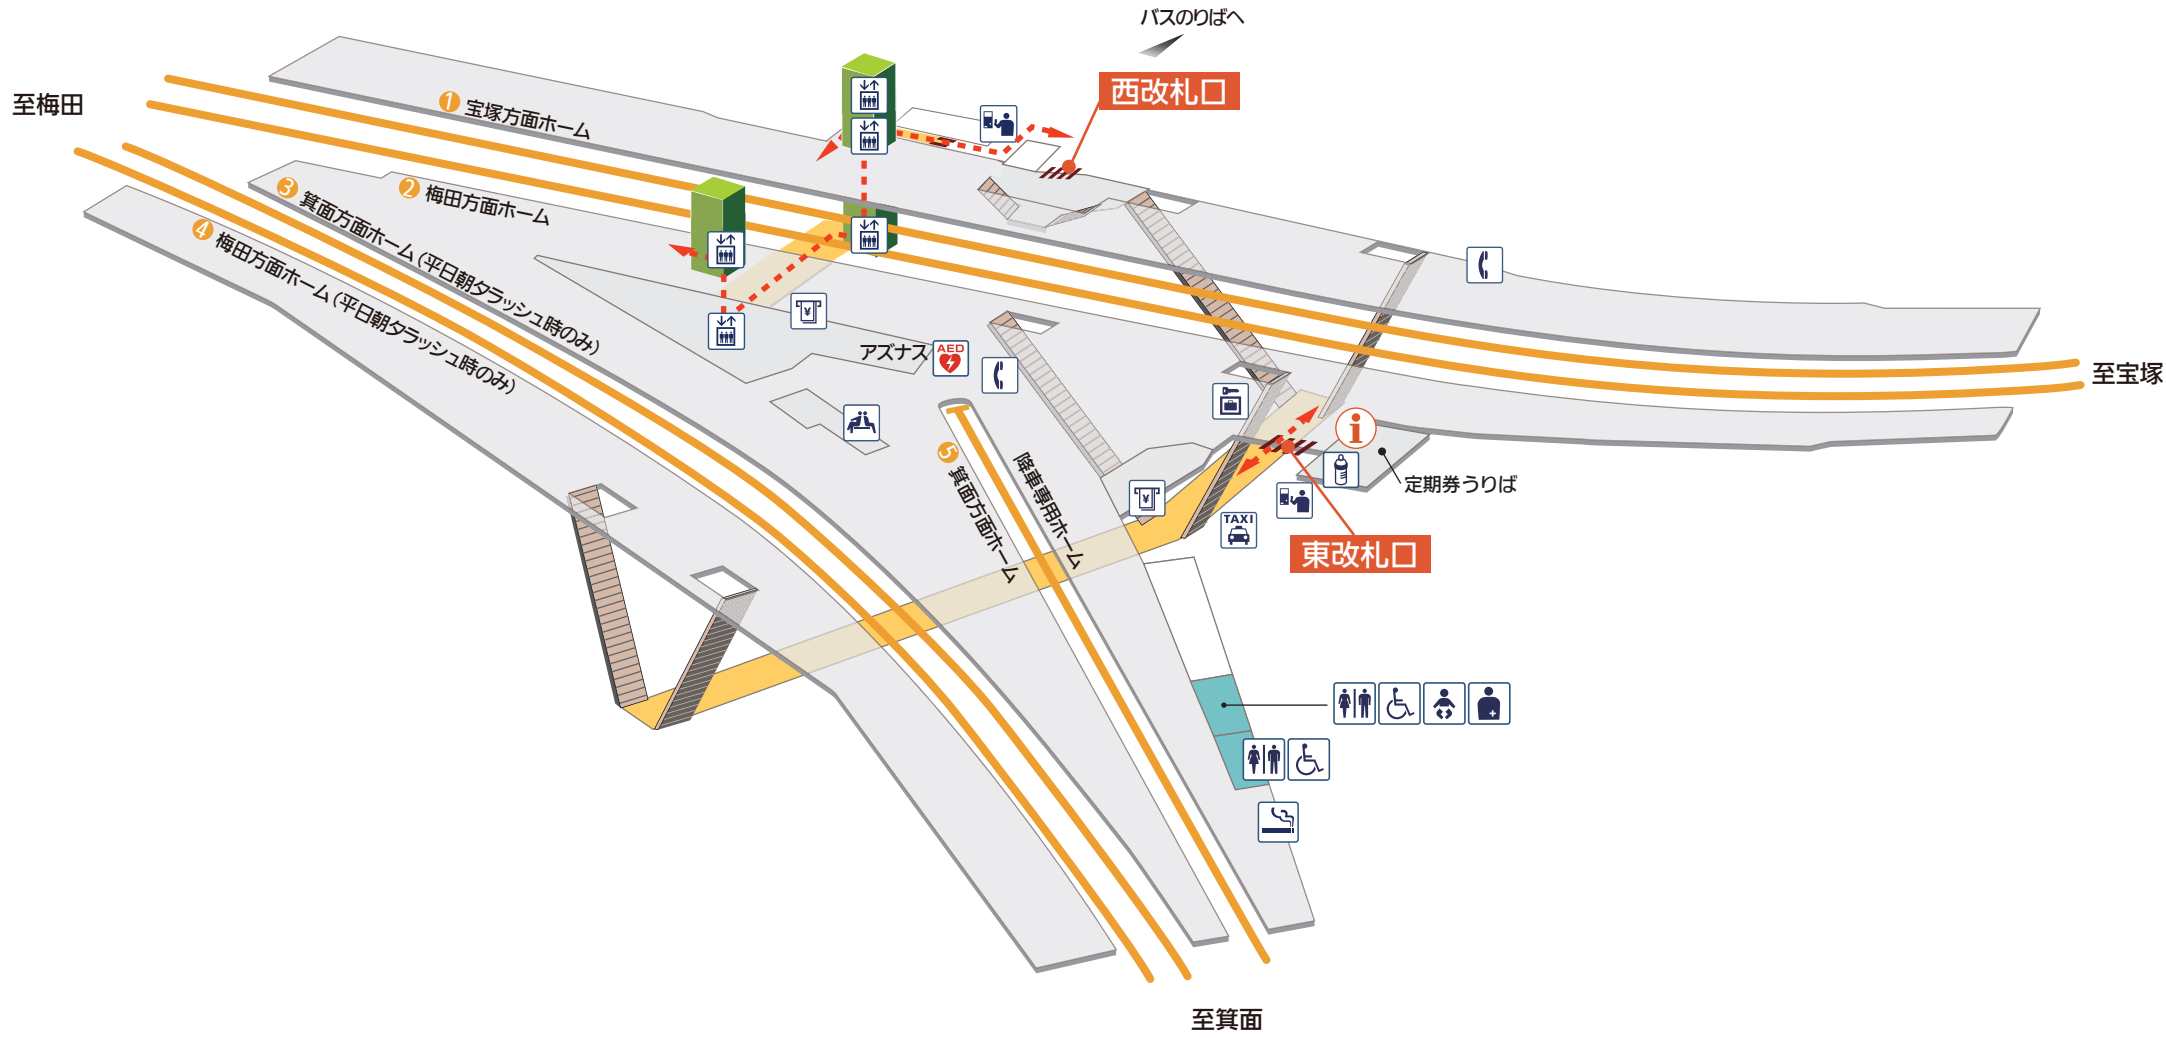 バスのりばへ
西改札口
至梅田
1 宝塚方面ホーム
2 梅田方面ホーム
3 箕面方面ホーム（平日朝夕ラッシュ時のみ）
4 梅田方面ホーム（平日朝夕ラッシュ時のみ）
¥
アズナス
AED
至宝塚
i
5 箕面方面ホーム
降車専用ホーム
¥
定期券うりば
TAXI
東改札口
至箕面